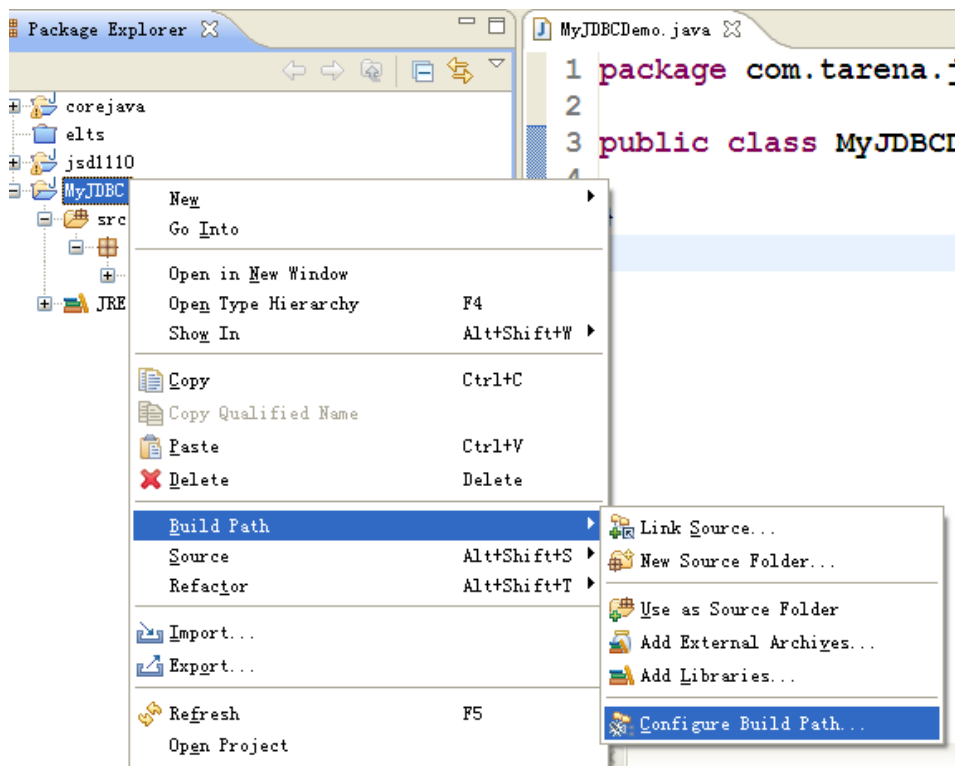 Package Explorer
corejava
elts
jsd1110
MyJDBC
src
JRE
MyJDBCDemo.java
1 package com.tarena.j
2
3 public class MyJDBCD
4
New
Go Into
Open in New Window
Open Type Hierarchy F4
Show In Alt+Shift+W
Copy Ctrl+C
Copy Qualified Name
Paste Ctrl+V
Delete Delete
Build Path
Source Alt+Shift+S
Refactor Alt+Shift+T
Import...
Export...
Refresh F5
Open Project
Link Source...
New Source Folder...
Use as Source Folder
Add External Archives...
Add Libraries...
Configure Build Path...